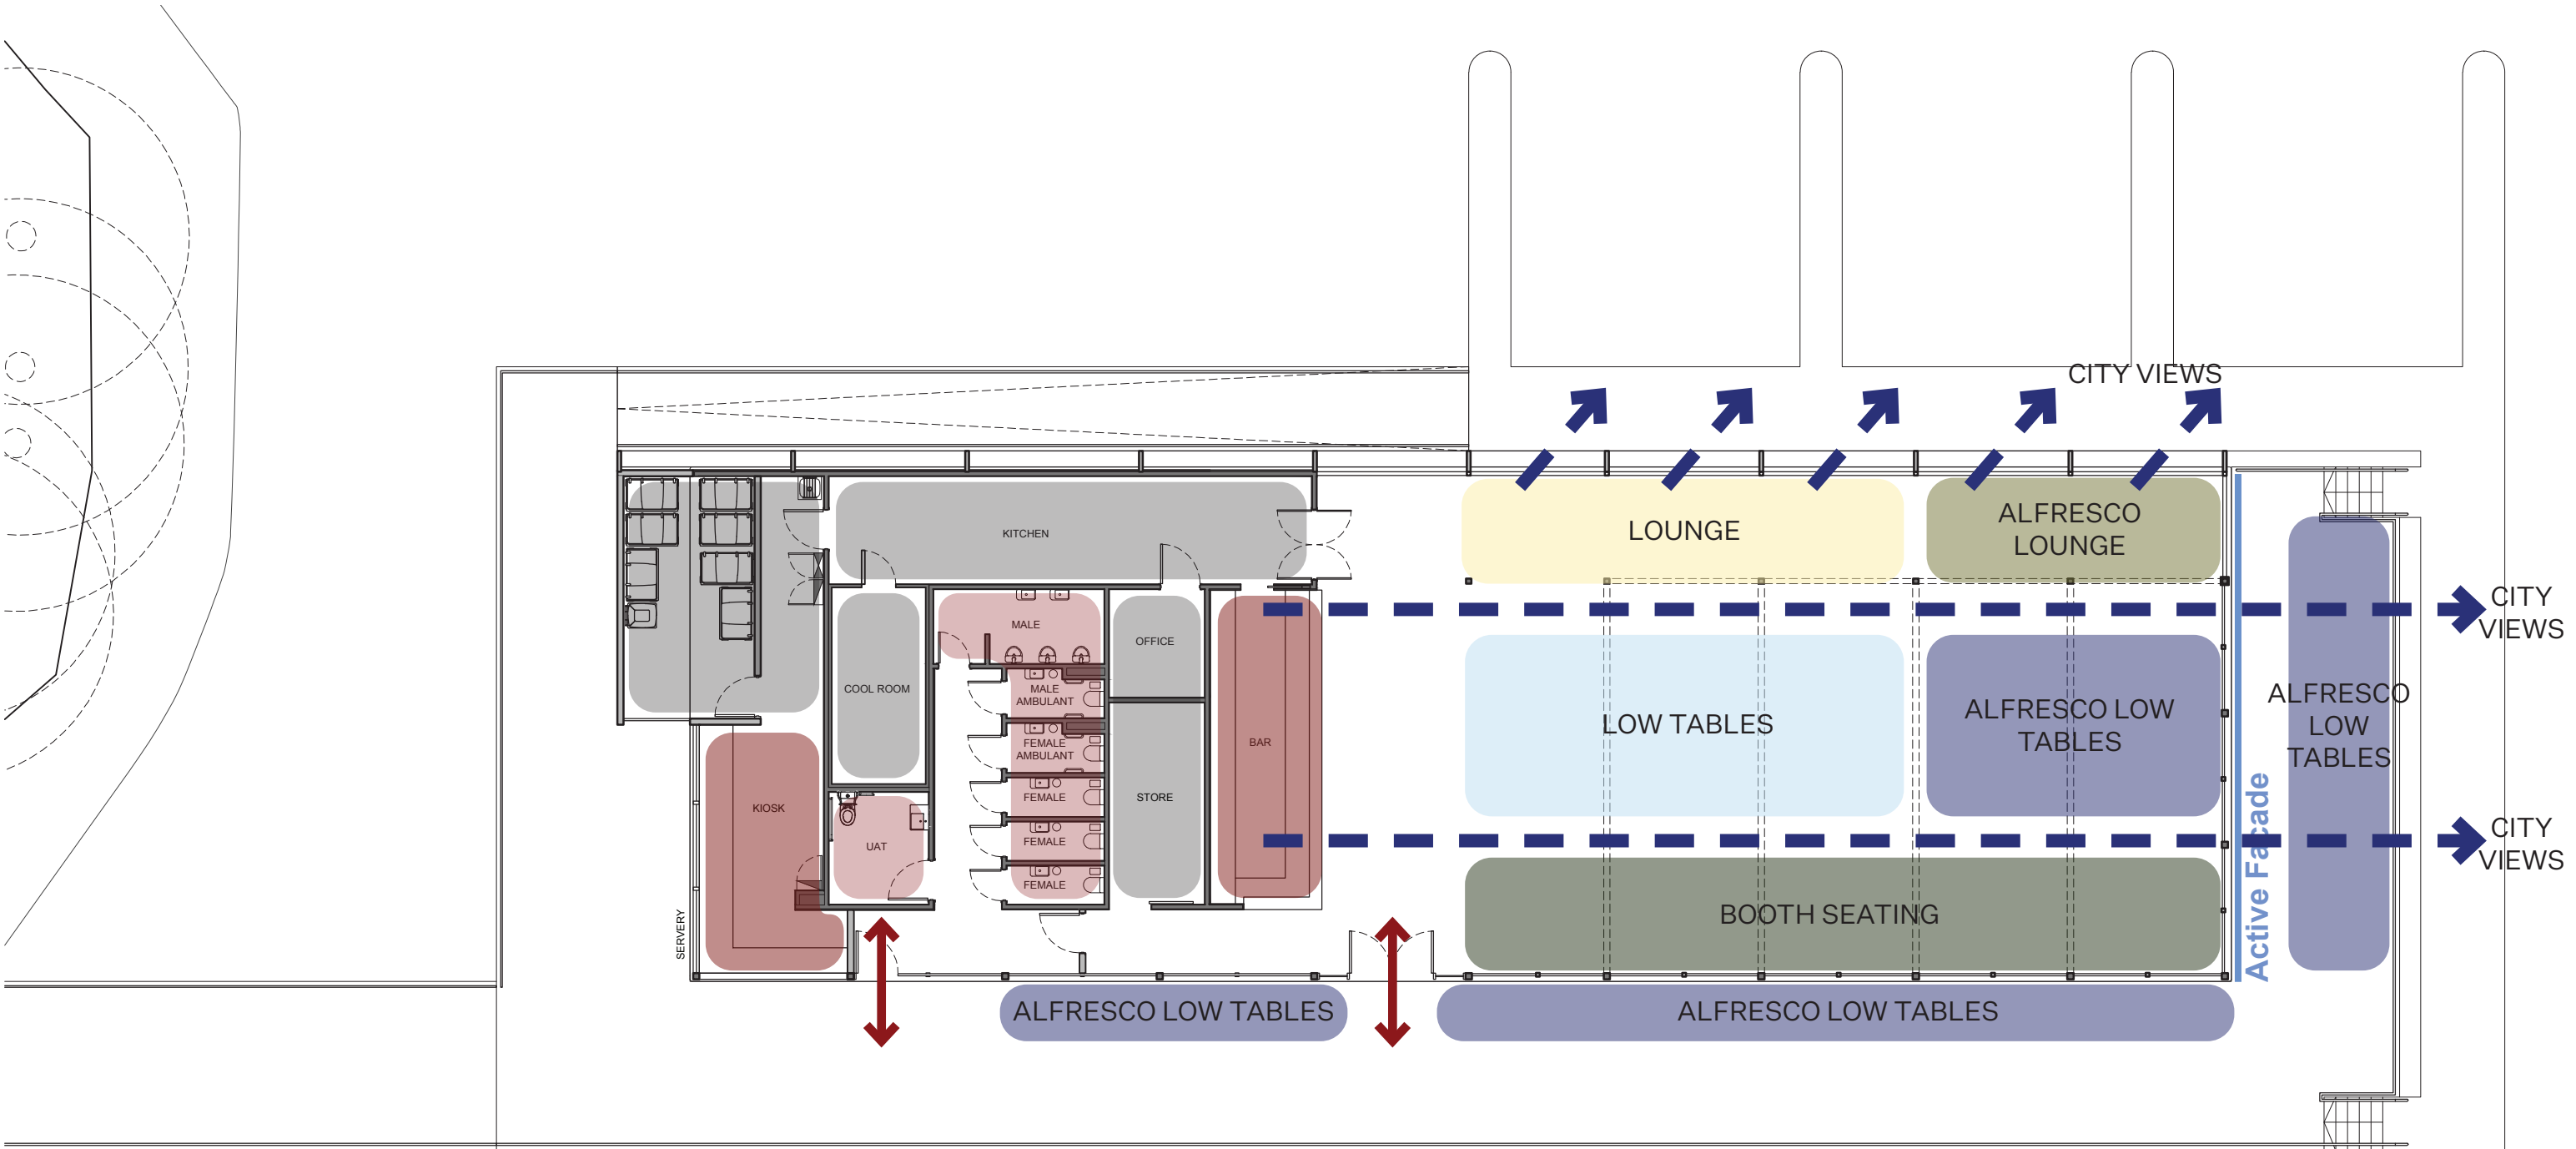 CITY VIEWS
KITCHEN
LOUNGE
ALFRESCO
LOUNGE
CITY
VIEWS
MALE
OFFICE
COOL ROOM
MALE
AMBULANT
FEMALE
AMBULANT
FEMALE
FEMALE
FEMALE
STORE
BAR
KIOSK
UAT
SERVERY
LOW TABLES
ALFRESCO LOW
TABLES
ALFRESCO
LOW
TABLES
Active Facade
CITY
VIEWS
BOOTH SEATING
ALFRESCO LOW TABLES
ALFRESCO LOW TABLES